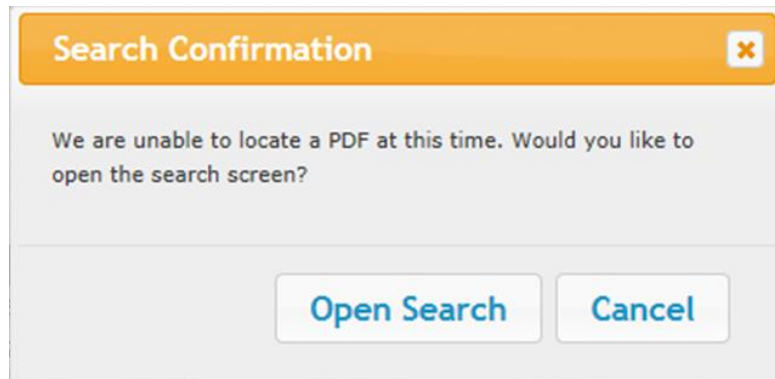 Search Confirmation
We are unable to locate a PDF at this time. Would you like to
open the search screen?
Open Search
Cancel